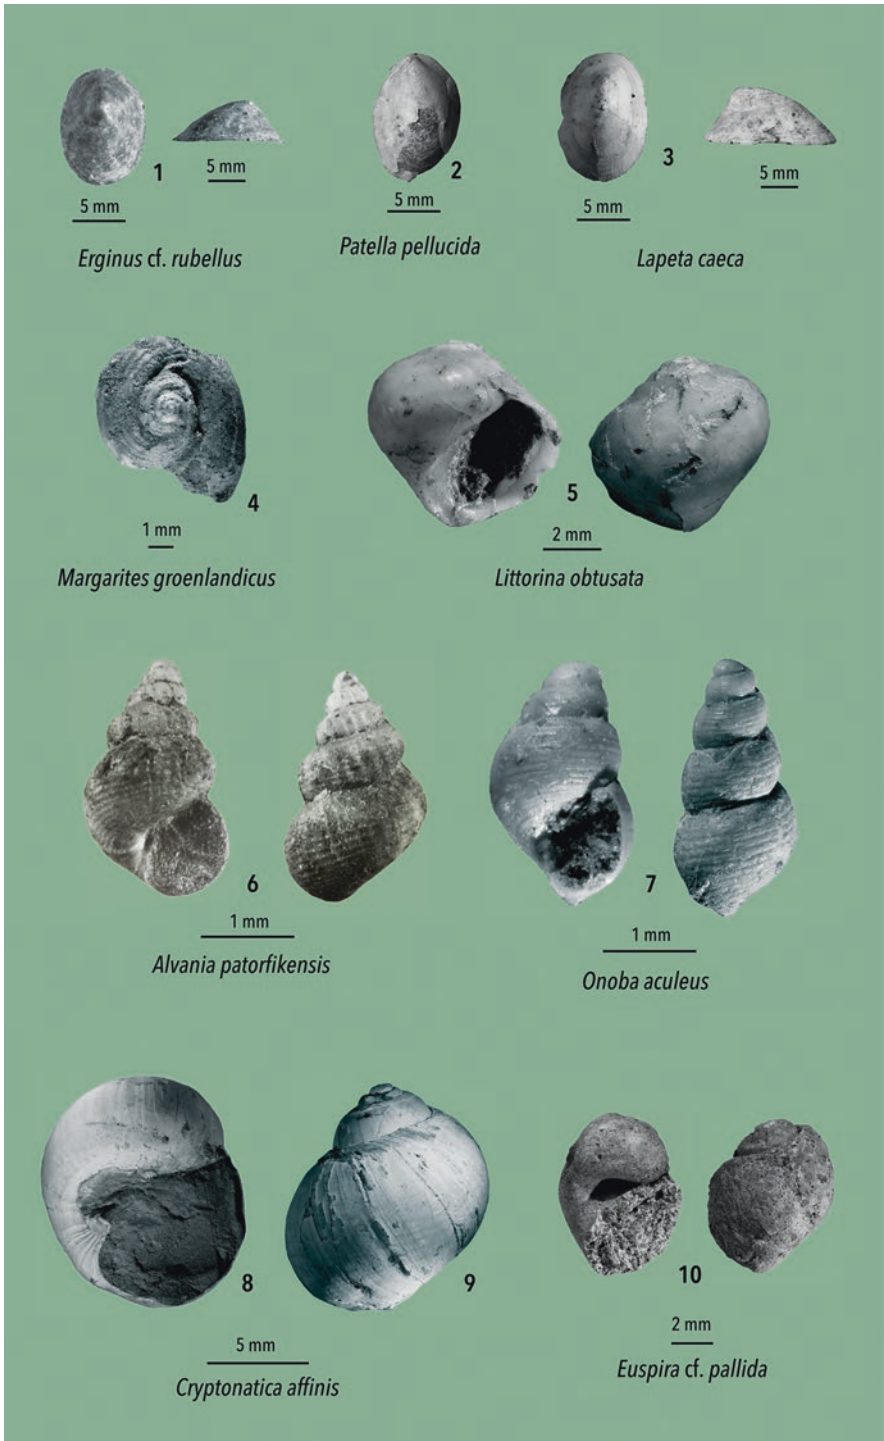 1
5 mm
5 mm
Erginus cf. rubellus
2
5 mm
Patella pellucida
3
5 mm
5 mm
Lapeta caeca
4
1 mm
Margarites groenlandicus
5
2 mm
Littorina obtusata
6
1 mm
Alvania patorfikensis
7
1 mm
Onoba aculeus
8
9
5 mm
Cryptonatica affinis
10
2 mm
Euspira cf. pallida